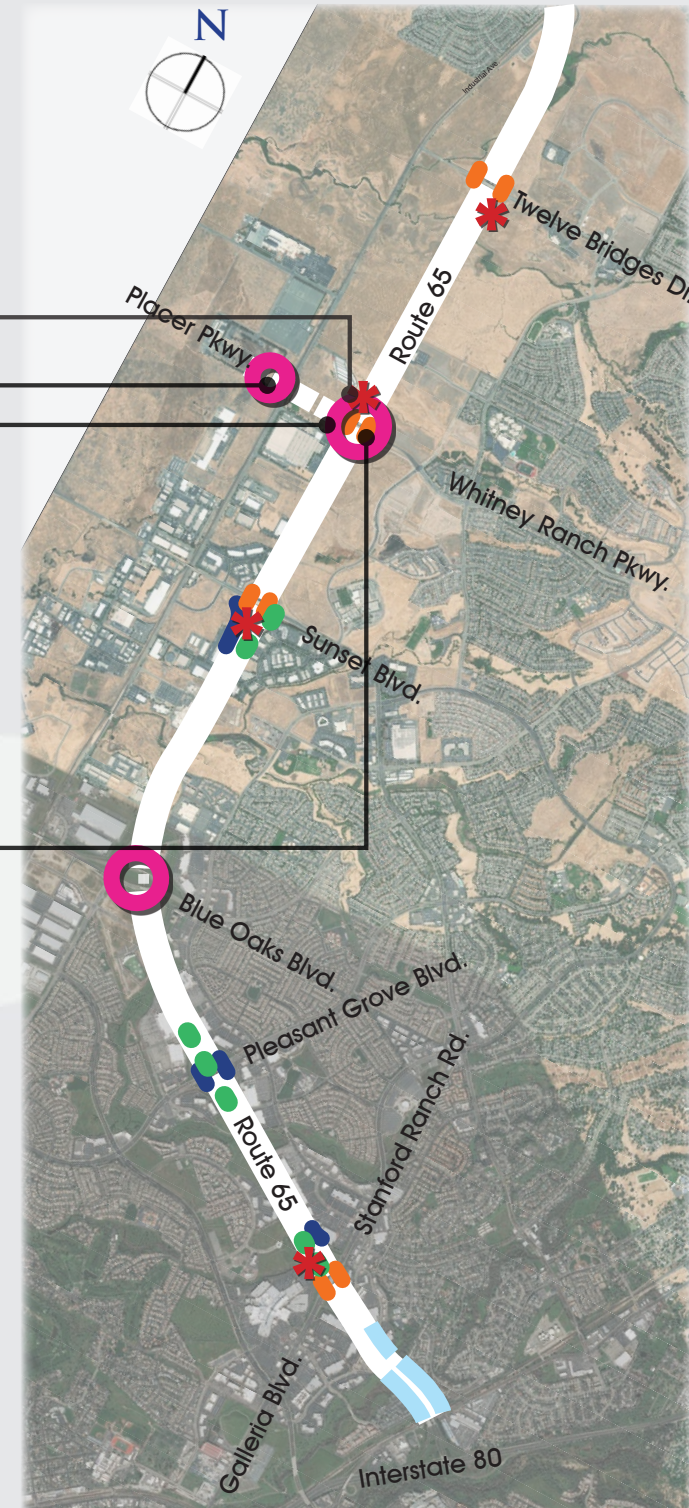 N
Industrial Ave
Twelve Bridges Dr.
Route 65
Placer Pkwy.
Whitney Ranch Pkwy.
Sunset Blvd.
Blue Oaks Blvd.
Pleasant Grove Blvd.
Stanford Ranch Rd.
Route 65
Galleria Blvd.
Interstate 80